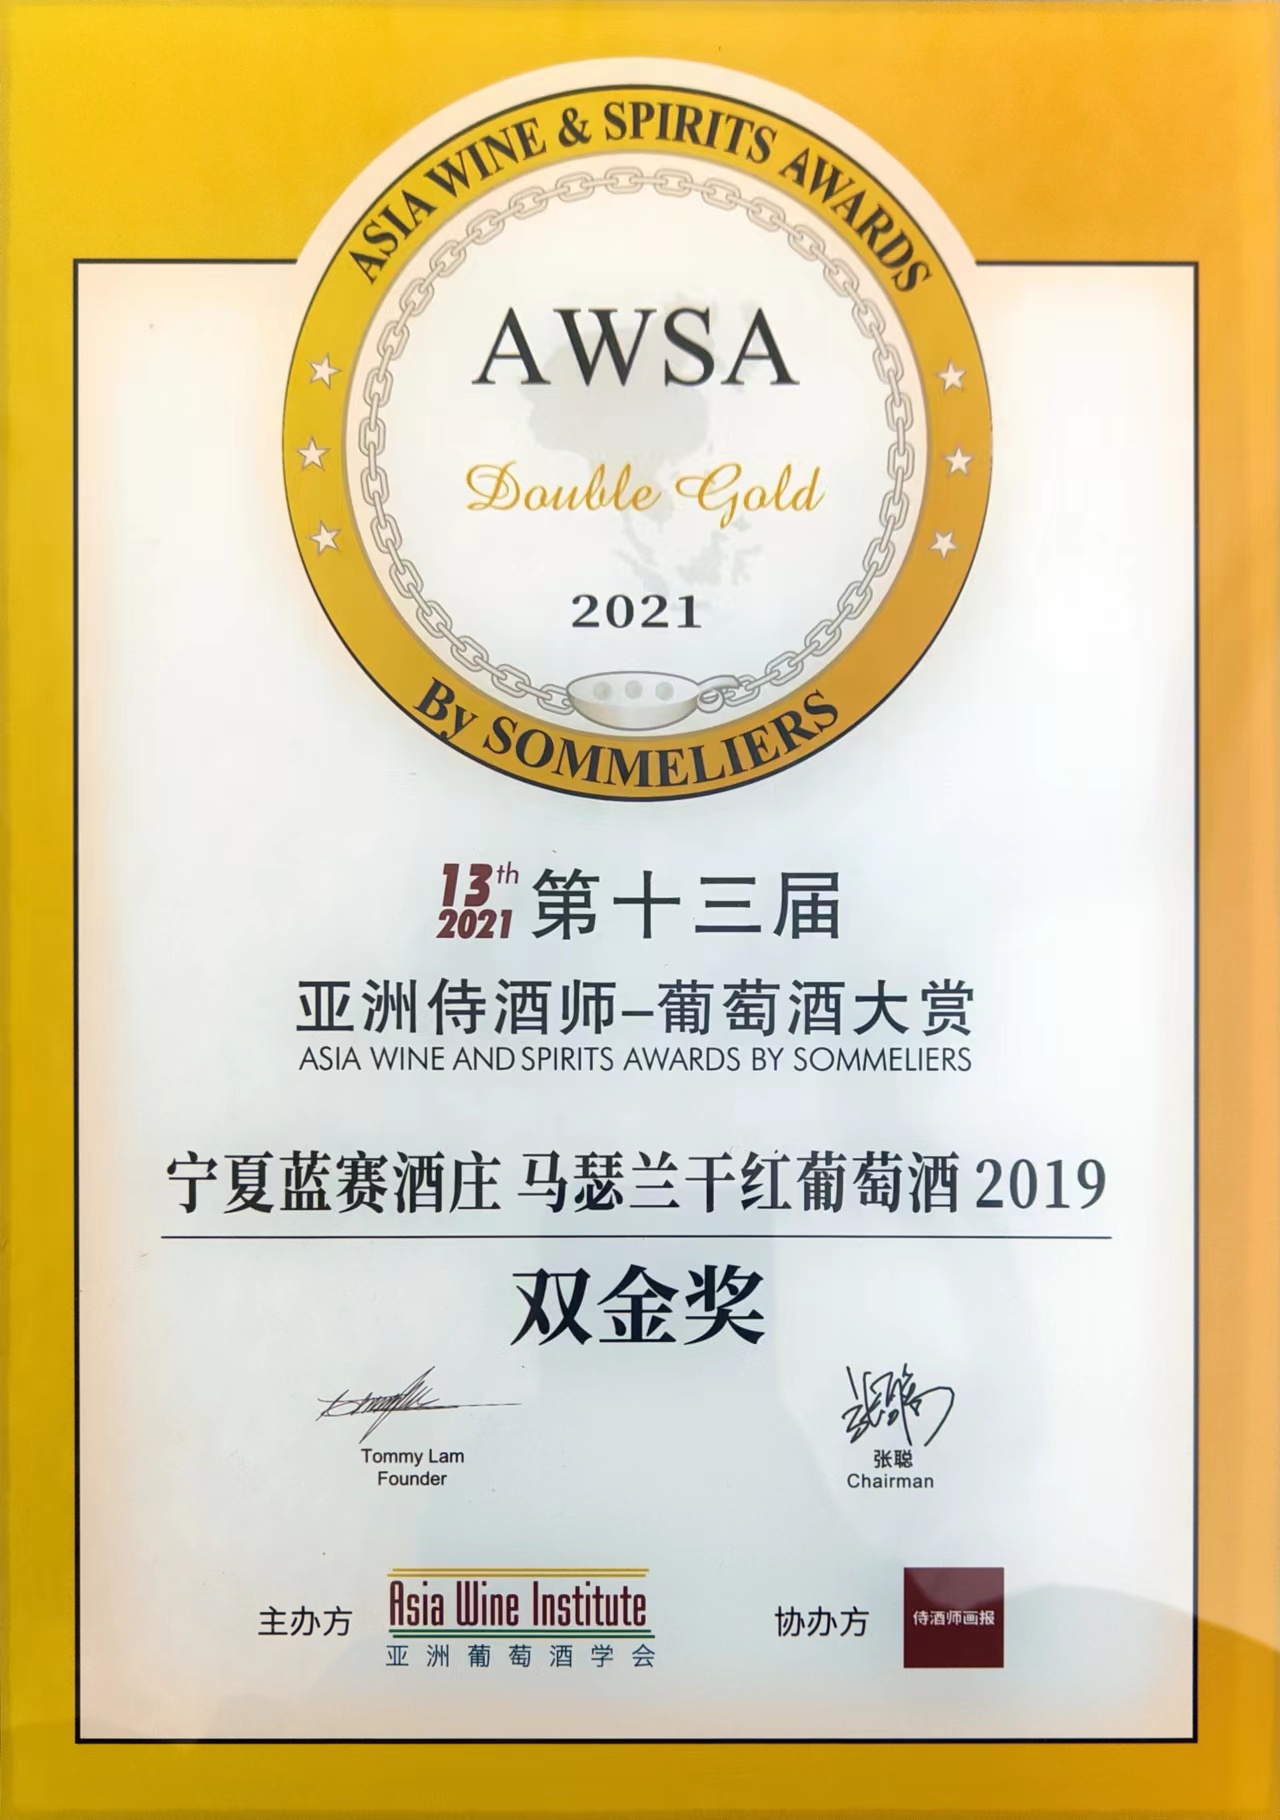 ASIA WINE & SPIRITS AWARDS
AWSA
Double Gold
2021
By SOMMELIERS
13th
2021
第十三届
亚洲侍酒师-葡萄酒大赏
ASIA WINE AND SPIRITS AWARDS BY SOMMELIERS
宁夏蓝赛酒庄 马瑟兰干红葡萄酒 2019
双金奖
Tommy Lam
Founder
张聪
Chairman
主办方
Asia Wine Institute
亚洲葡萄酒学会
协办方
侍酒师画报